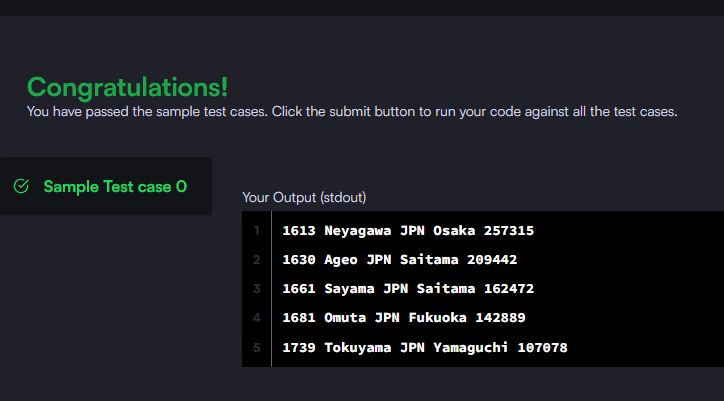 Congratulations!
You have passed the sample test cases. Click the submit button to run your code against all the test cases.
Sample Test case 0
Your Output (stdout)
1 1613 Neyagawa JPN Osaka 257315
2 1630 Ageo JPN Saitama 209442
3 1661 Sayama JPN Saitama 162472
4 1681 Omuta JPN Fukuoka 142889
5 1739 Tokuyama JPN Yamaguchi 107078